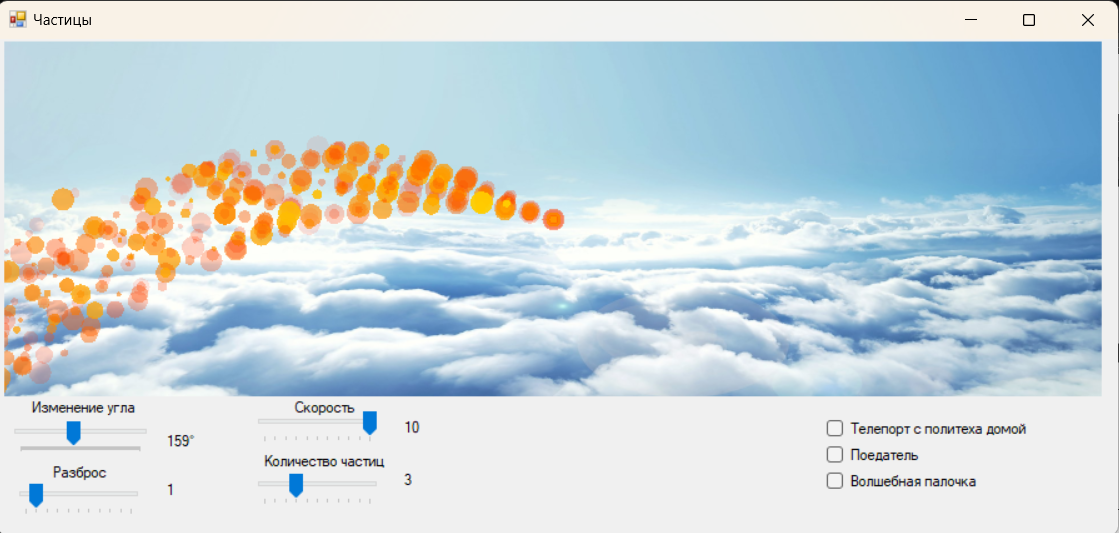 Частицы
Изменение угла
159°
Разброс
1
Скорость
10
Количество частиц
3
Телепорт с политеха домой
Поедатель
Волшебная палочка